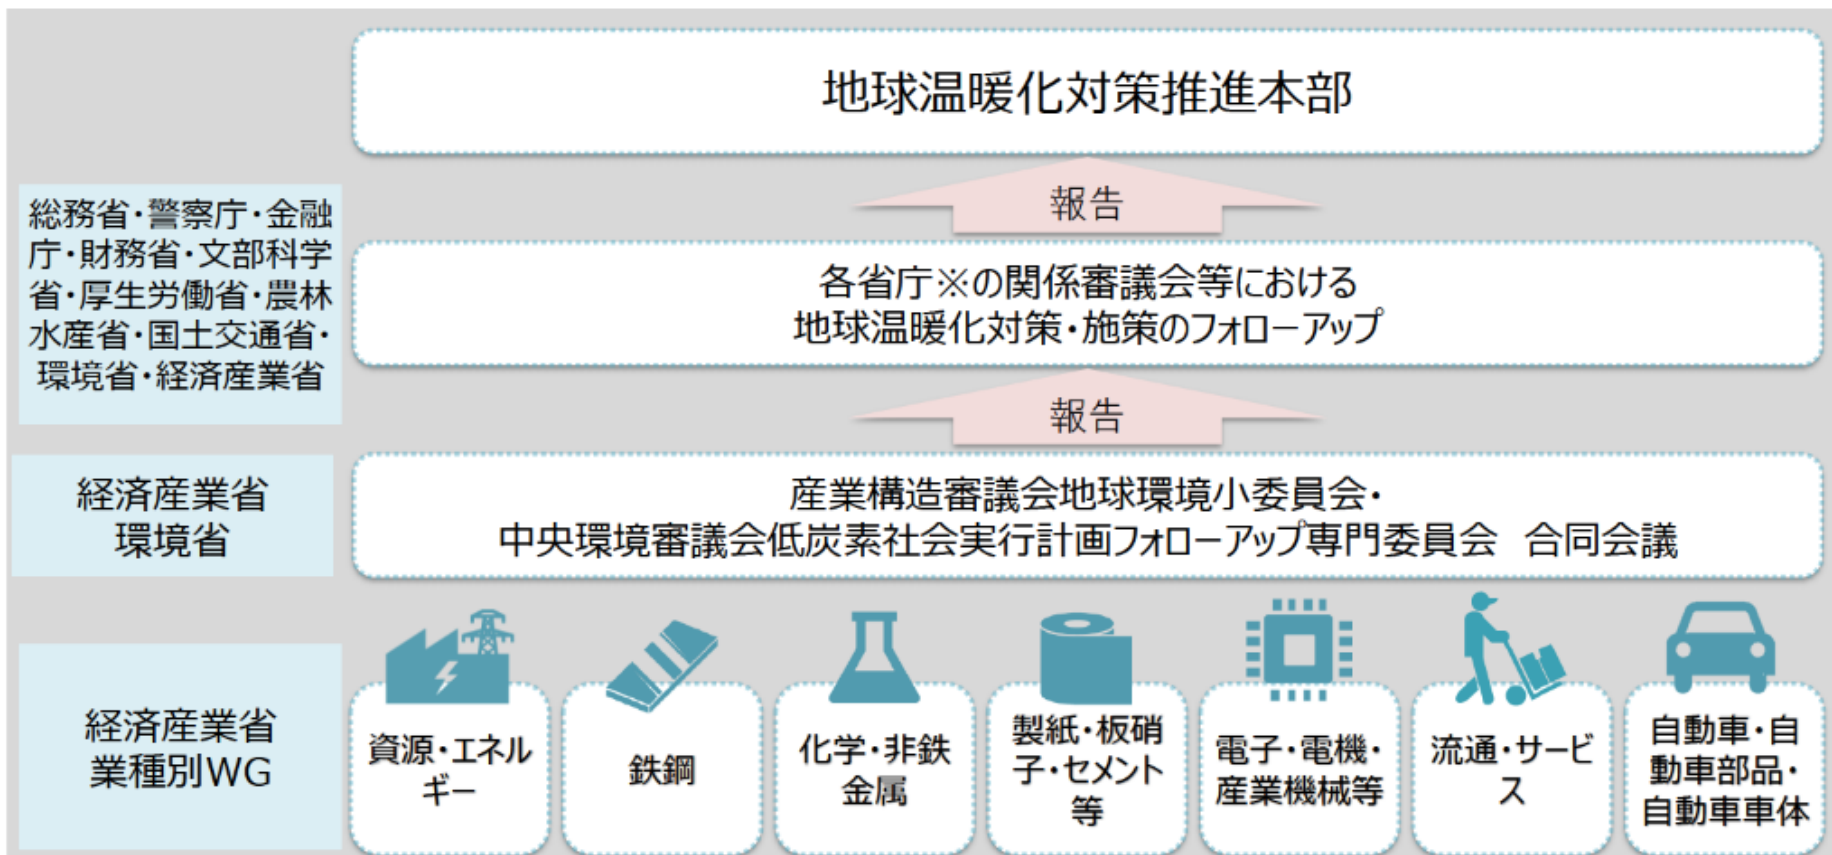 地球温暖化対策推進本部
報告
総務省・警察庁・金融
庁・財務省・文部科学
省・厚生労働省・農林
水産省・国土交通省・
環境省・経済産業省
各省庁※の関係審議会等における
地球温暖化対策・施策のフォローアップ
報告
経済産業省
環境省
産業構造審議会地球環境小委員会・
中央環境審議会低炭素社会実行計画フォローアップ専門委員会　合同会議
経済産業省
業種別WG
資源・エネル
ギー
鉄鋼
化学・非鉄
金属
製紙・板硝
子・セメント
等
電子・電機・
産業機械等
流通・サービ
ス
自動車・自
動車部品・
自動車車体